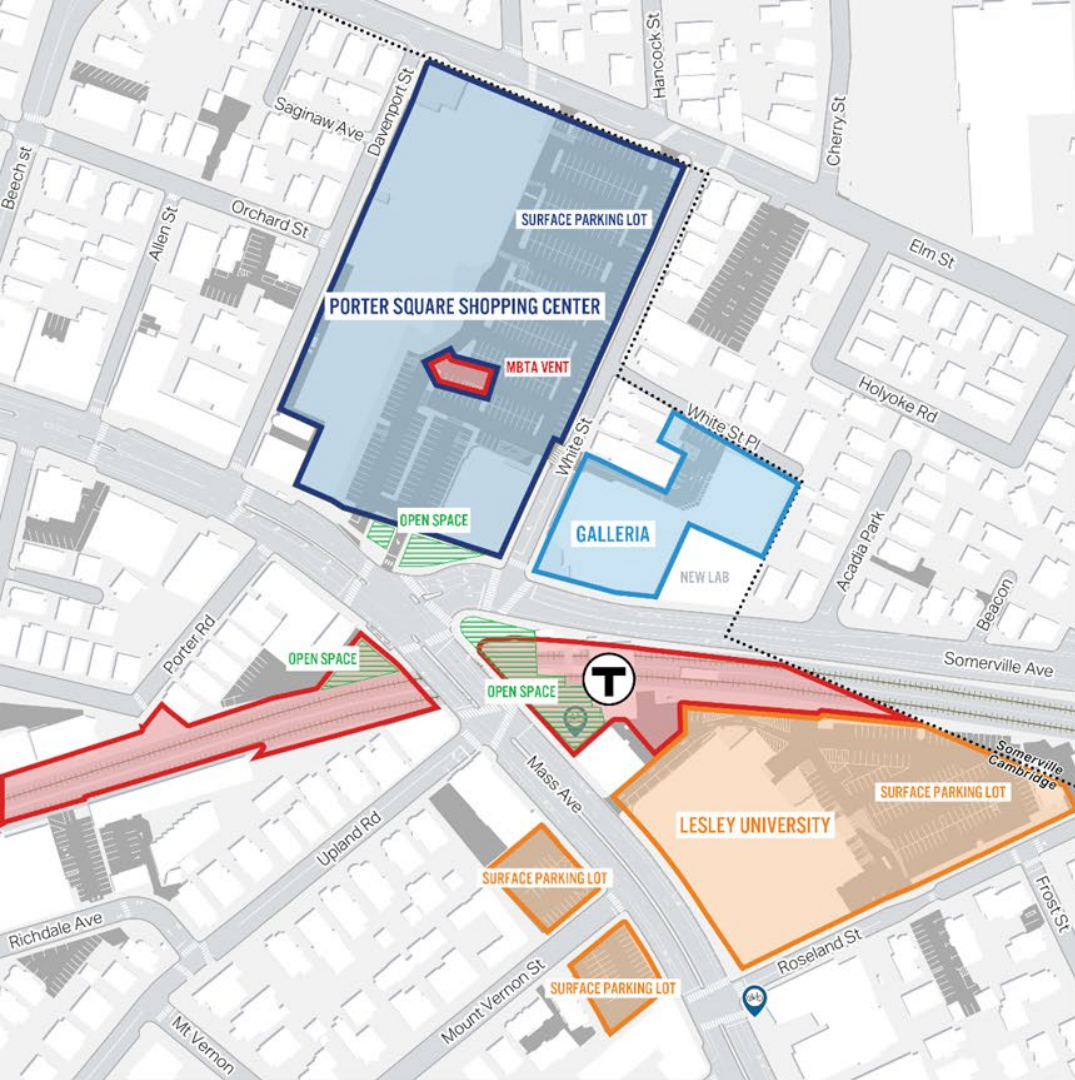 Hancock St
Davenport St
Saginaw Ave
Cherry St
Beech st
Allen St
Orchard St
SURFACE PARKING LOT
Elm St
PORTER SQUARE SHOPPING CENTER
MBTA VENT
Holyoke Rd
White St Pl
White St
OPEN SPACE
GALLERIA
NEW LAB
Acadia Park
Beacon
Porter Rd
OPEN SPACE
Somerville Ave
OPEN SPACE
T
Somerville
Cambridge
Mass Ave
SURFACE PARKING LOT
LESLEY UNIVERSITY
Upland Rd
SURFACE PARKING LOT
Frost St
Richdale Ave
Roseland St
SURFACE PARKING LOT
Mount Vernon St
Mt Vernon